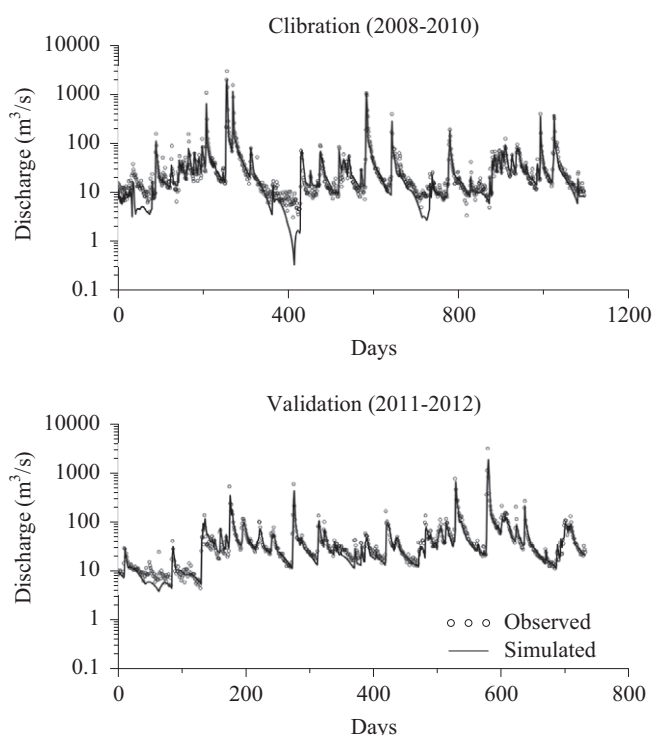 Clibration (2008-2010)
10000
1000
100
10
1
0.1
Discharge (m³/s)
0
400
800
1200
Days
Validation (2011-2012)
10000
1000
100
10
1
0.1
Discharge (m³/s)
Observed
Simulated
0
200
400
600
800
Days